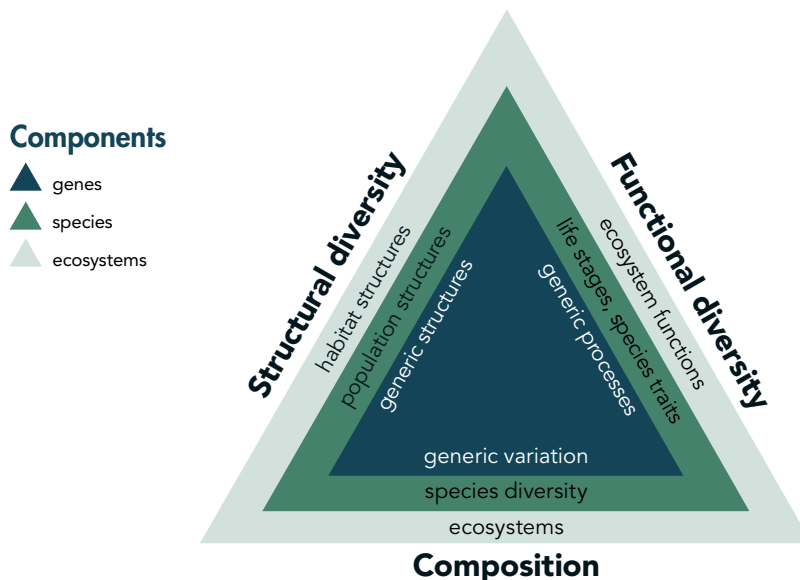 Components
genes
species
ecosystems
Structural diversity
habitat structures
population structures
generic structures
Functional diversity
ecosystem functions
life stages, species traits
generic processes
generic variation
species diversity
ecosystems
Composition